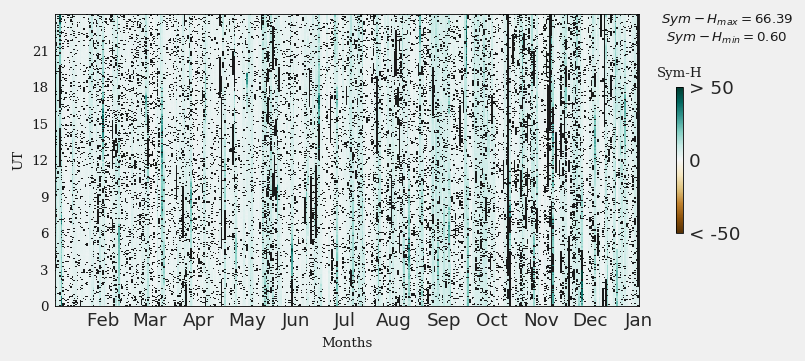 Sym-H_max = 66.39
Sym-H_min = 0.60
Sym-H
> 50
0
< -50
21
18
15
12
9
6
3
0
UT
Feb Mar Apr May Jun Jul Aug Sep Oct Nov Dec Jan
Months